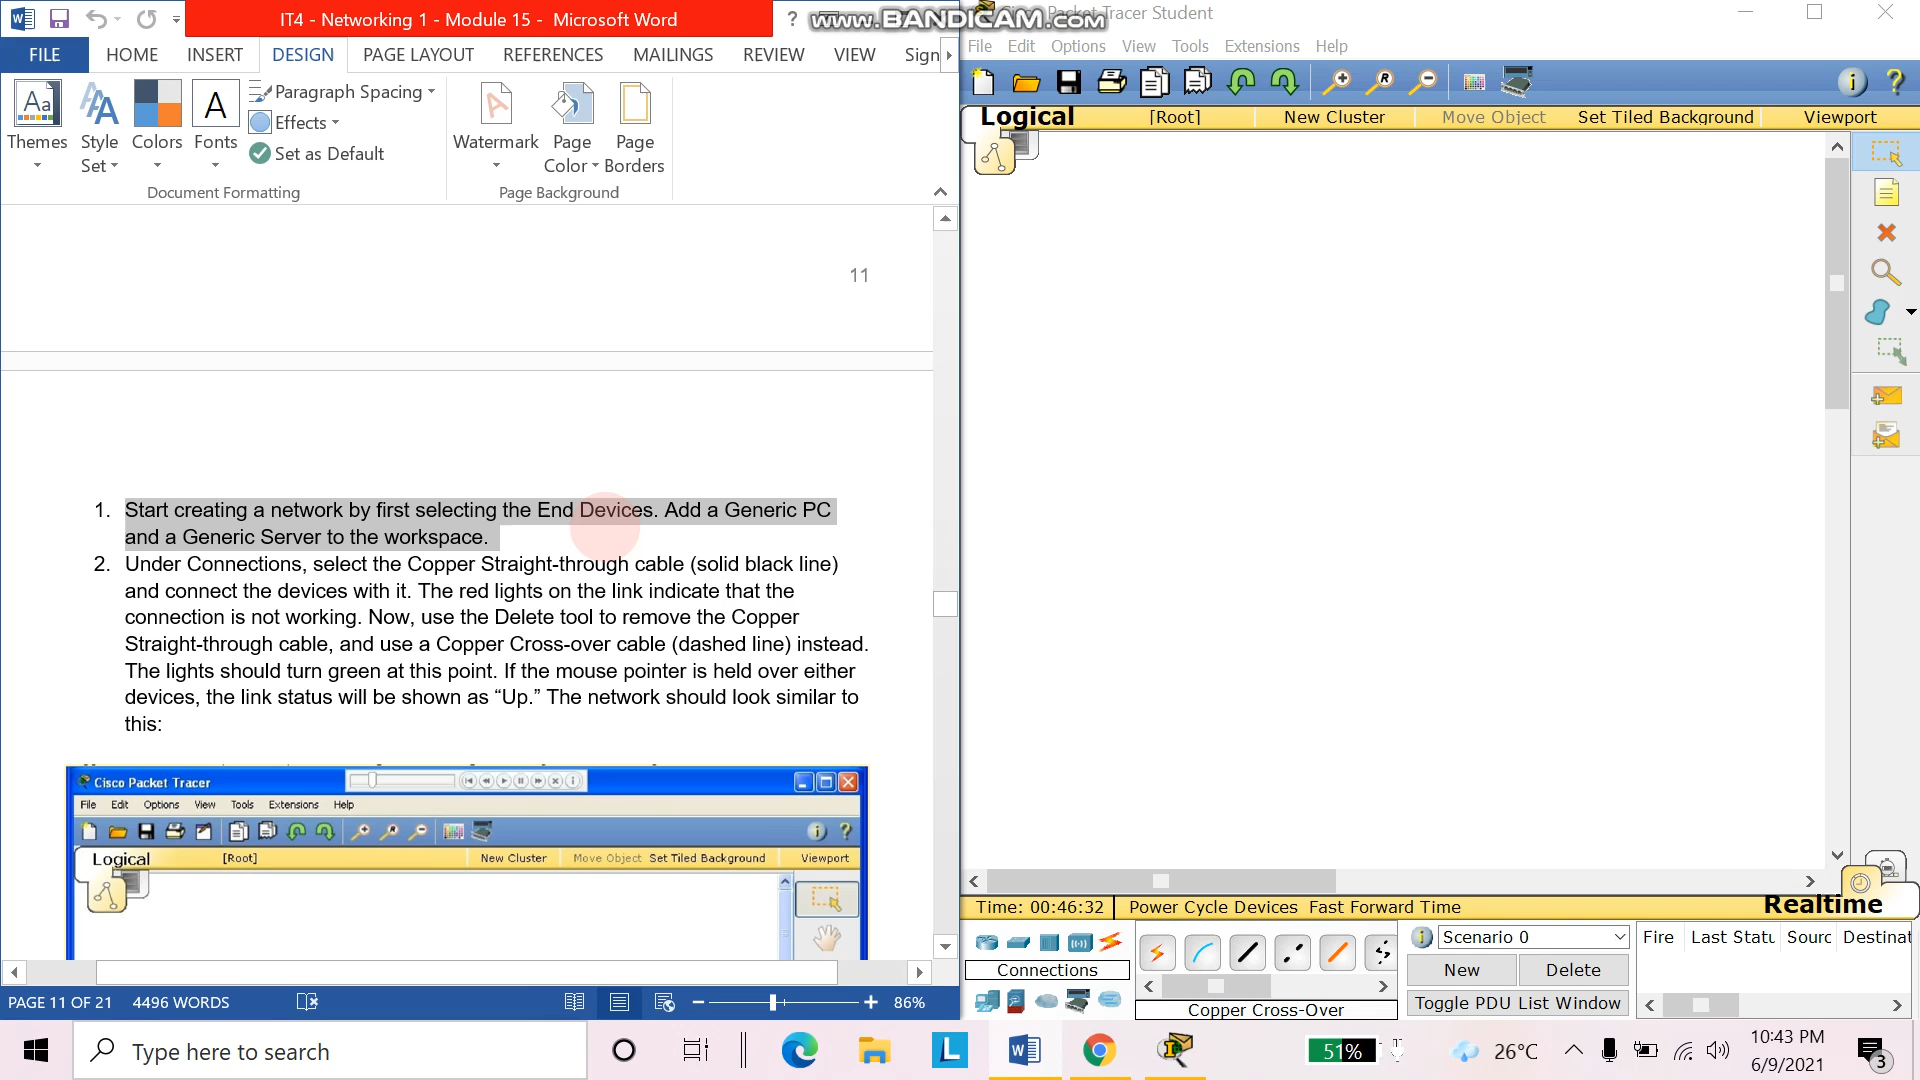 IT4 - Networking 1 - Module 15 - Microsoft Word
?
www.BANDICAM.com
FILE HOME INSERT DESIGN PAGE LAYOUT REFERENCES MAILINGS REVIEW VIEW Sign
Themes
Style
Set
Colors
Fonts
Paragraph Spacing
Effects
Set as Default
Watermark
Page
Color
Page
Borders
Document Formatting
Page Background
11
1. Start creating a network by first selecting the End Devices. Add a Generic PC
and a Generic Server to the workspace.
2. Under Connections, select the Copper Straight-through cable (solid black line)
and connect the devices with it. The red lights on the link indicate that the
connection is not working. Now, use the Delete tool to remove the Copper
Straight-through cable, and use a Copper Cross-over cable (dashed line) instead.
The lights should turn green at this point. If the mouse pointer is held over either
devices, the link status will be shown as “Up.” The network should look similar to
this:
Cisco Packet Tracer
File Edit Options View Tools Extensions Help
Logical [Root] New Cluster Move Object Set Tiled Background Viewport
PAGE 11 OF 21 4496 WORDS 86%
Packet Tracer Student
File Edit Options View Tools Extensions Help
Logical [Root] New Cluster Move Object Set Tiled Background Viewport
Time: 00:46:32 Power Cycle Devices Fast Forward Time Realtime
Connections
Copper Cross-Over
Scenario 0
New Delete
Toggle PDU List Window
Fire Last Statu Sourc Destinat
Type here to search
51%
26°C
10:43 PM
6/9/2021
3